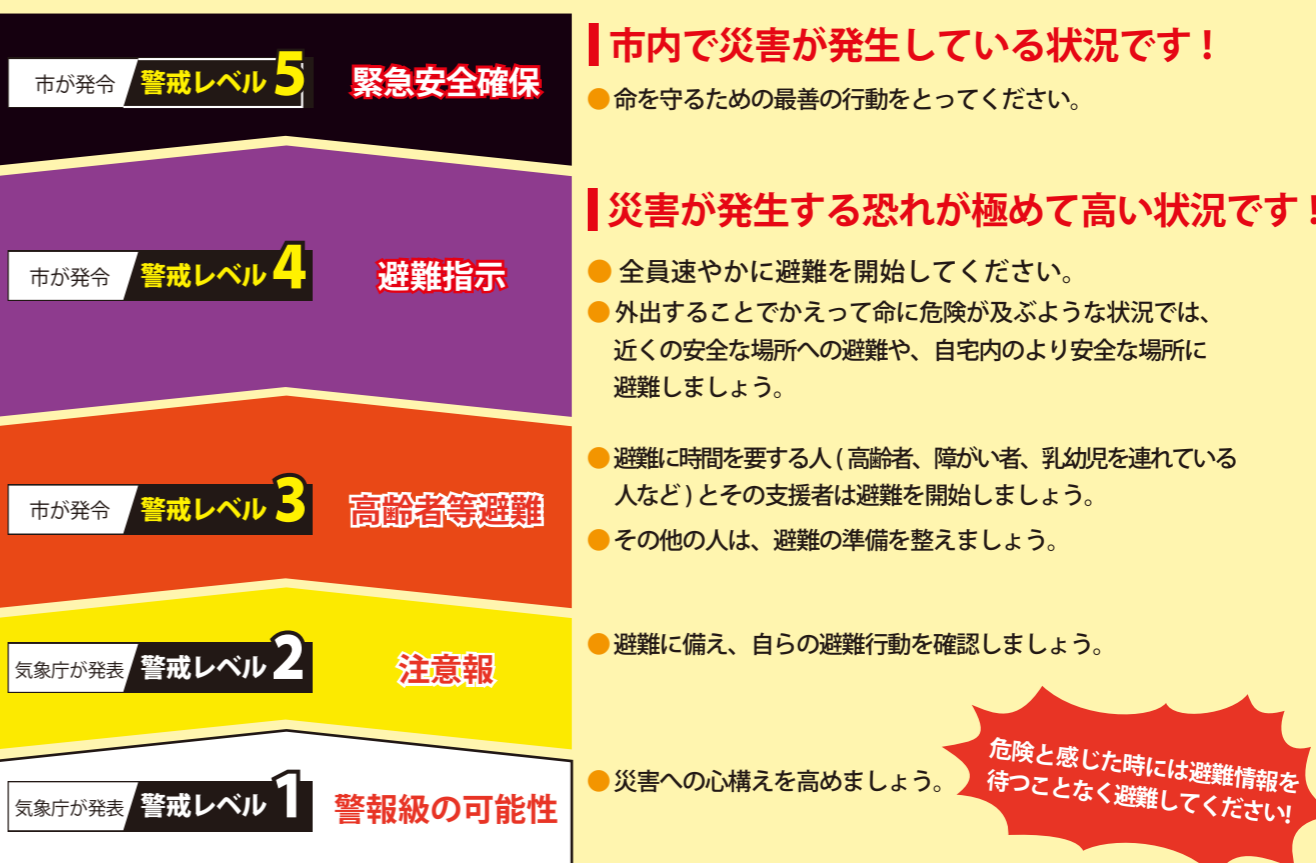 市が発令 警戒レベル5 緊急安全確保
市内で災害が発生している状況です！
●命を守るための最善の行動をとってください。
市が発令 警戒レベル4 避難指示
災害が発生する恐れが極めて高い状況です！
● 全員速やかに避難を開始してください。
●外出することでかえって命に危険が及ぶような状況では、
近くの安全な場所への避難や、自宅内のより安全な場所に
避難しましょう。
市が発令 警戒レベル3 高齢者等避難
●避難に時間を要する人(高齢者、障がい者、乳幼児を連れている
人など)とその支援者は避難を開始しましょう。
●その他の人は、避難の準備を整えましょう。
気象庁が発表 警戒レベル2 注意報
●避難に備え、自らの避難行動を確認しましょう。
気象庁が発表 警戒レベル1 警報級の可能性
●災害への心構えを高めましょう。
危険と感じた時には避難情報を
待つことなく避難してください!